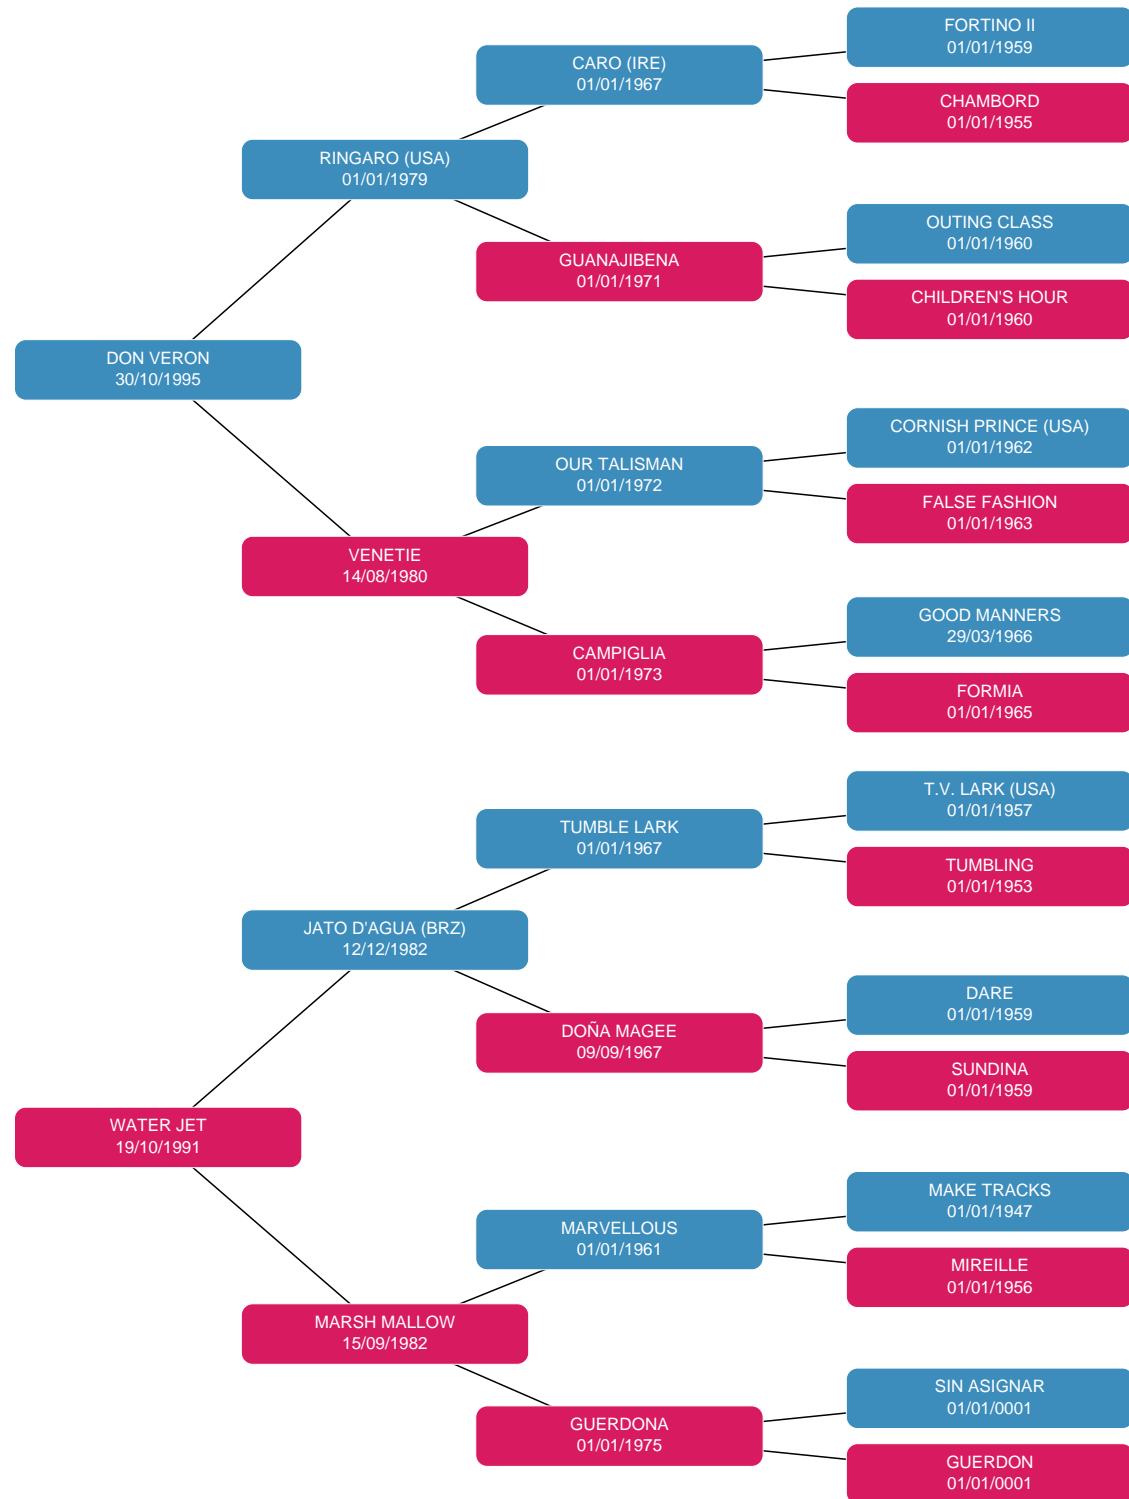 FORTINO II
01/01/1959
CARO (IRE)
01/01/1967
CHAMBORD
01/01/1955
RINGARO (USA)
01/01/1979
OUTING CLASS
01/01/1960
GUANAJIBENA
01/01/1971
CHILDREN'S HOUR
01/01/1960
DON VERON
30/10/1995
CORNISH PRINCE (USA)
01/01/1962
OUR TALISMAN
01/01/1972
FALSE FASHION
01/01/1963
VENETIE
14/08/1980
GOOD MANNERS
29/03/1966
CAMPIGLIA
01/01/1973
FORMIA
01/01/1965
T.V. LARK (USA)
01/01/1957
TUMBLE LARK
01/01/1967
TUMBLING
01/01/1953
JATO D'AGUA (BRZ)
12/12/1982
DARE
01/01/1959
DOÑA MAGEE
09/09/1967
SUNDINA
01/01/1959
WATER JET
19/10/1991
MAKE TRACKS
01/01/1947
MARVELLOUS
01/01/1961
MIREILLE
01/01/1956
MARSH MALLOW
15/09/1982
SIN ASIGNAR
01/01/0001
GUERDONA
01/01/1975
GUERDON
01/01/0001